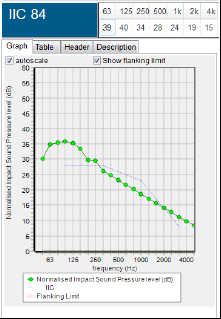 IIC 84
63 125 250 500 1k 2k 4k
39 40 34 28 24 19 15
Graph Table Header Description
autoscale Show flanking limit
Normalised Impact Sound Pressure level (dB)
60
55
50
45
40
35
30
25
20
15
10
5
0
63 125 250 500 1000 2000 4000
frequency (Hz)
Normalised Impact Sound Pressure level (dB)
IIC
Flanking Limit